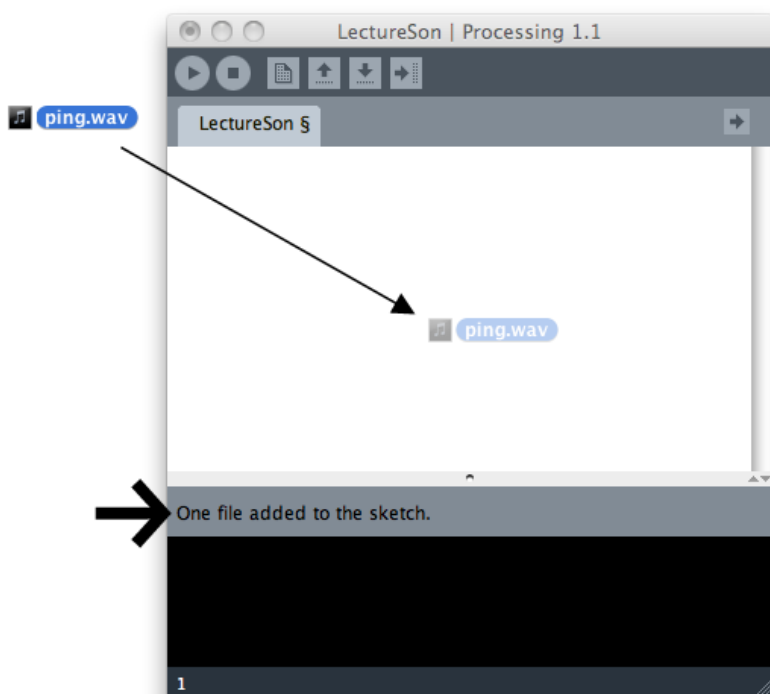 LectureSon | Processing 1.1
ping.wav
LectureSon §
ping.wav
One file added to the sketch.
1